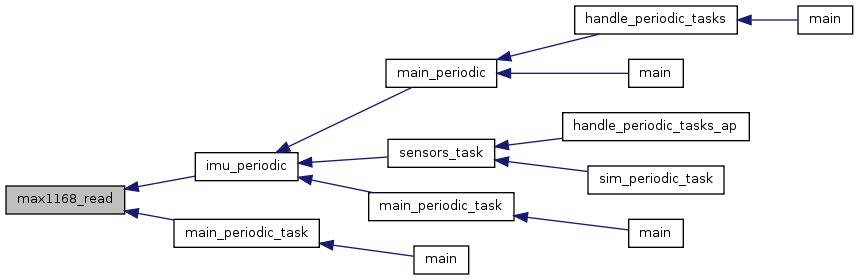 handle_periodic_tasks
main
main_periodic
main
handle_periodic_tasks_ap
sensors_task
imu_periodic
sim_periodic_task
max1168_read
main_periodic_task
main_periodic_task
main
main